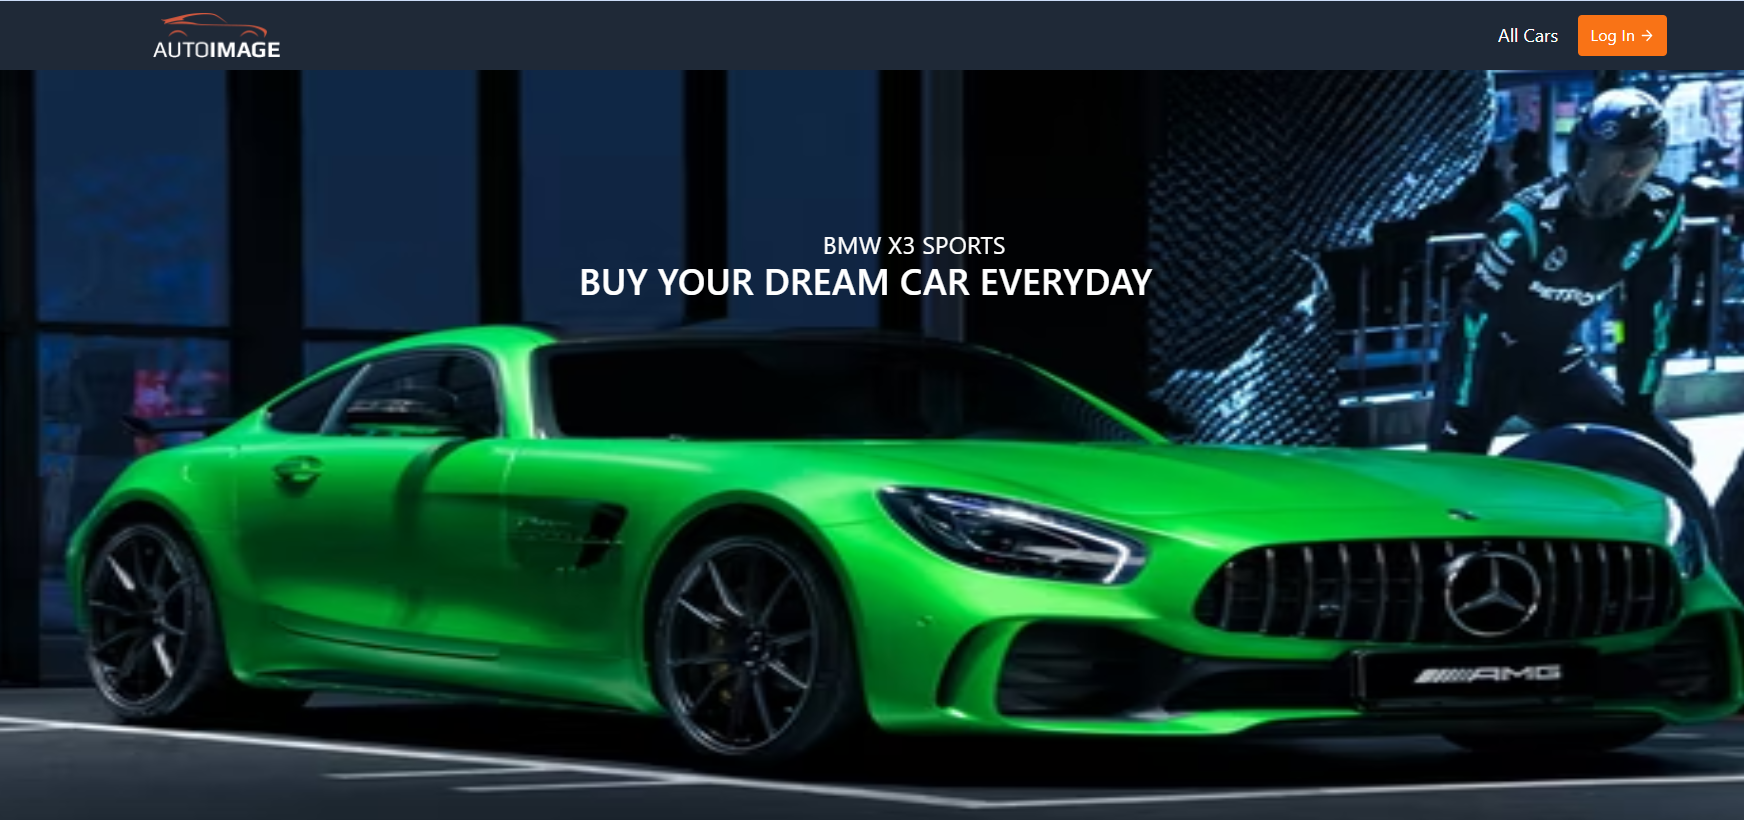 AUTOIMAGE
All Cars
Log In →
BMW X3 SPORTS
BUY YOUR DREAM CAR EVERYDAY
AMG